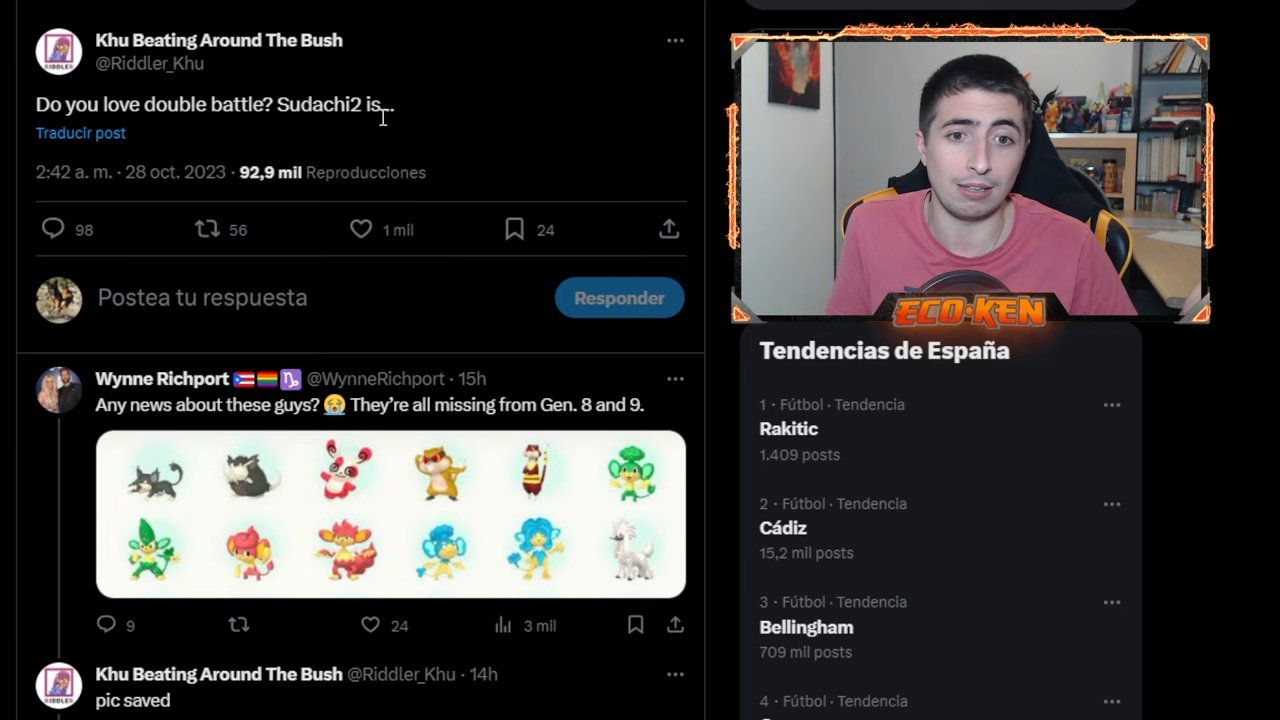 Khu Beating Around The Bush
@Riddler_Khu
Do you love double battle? Sudachi2 is...
Traducir post
2:42 a. m. · 28 oct. 2023 · 92,9 mil Reproducciones
98 56 1 mil 24
Postea tu respuesta
Responder
Wynne Richport 🇵🇷🏳️‍🌈♑ @WynneRichport · 15h
Any news about these guys? 😭 They're all missing from Gen. 8 and 9.
9 24 3 mil
Khu Beating Around The Bush @Riddler_Khu · 14h
pic saved
ECO·KEN
Tendencias de España
1 · Fútbol · Tendencia
Rakitic
1.409 posts
2 · Fútbol · Tendencia
Cádiz
15,2 mil posts
3 · Fútbol · Tendencia
Bellingham
709 mil posts
4 · Fútbol · Tendencia